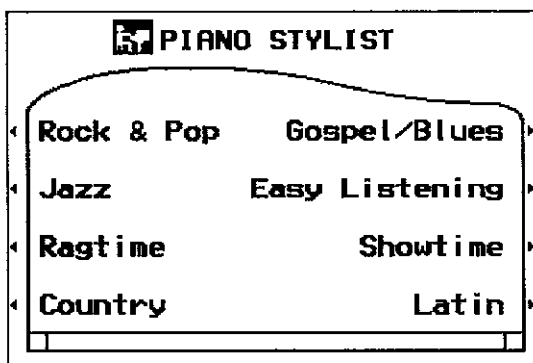 PIANO STYLIST
Rock & Pop Gospel/Blues
Jazz Easy Listening
Ragtime Showtime
Country Latin